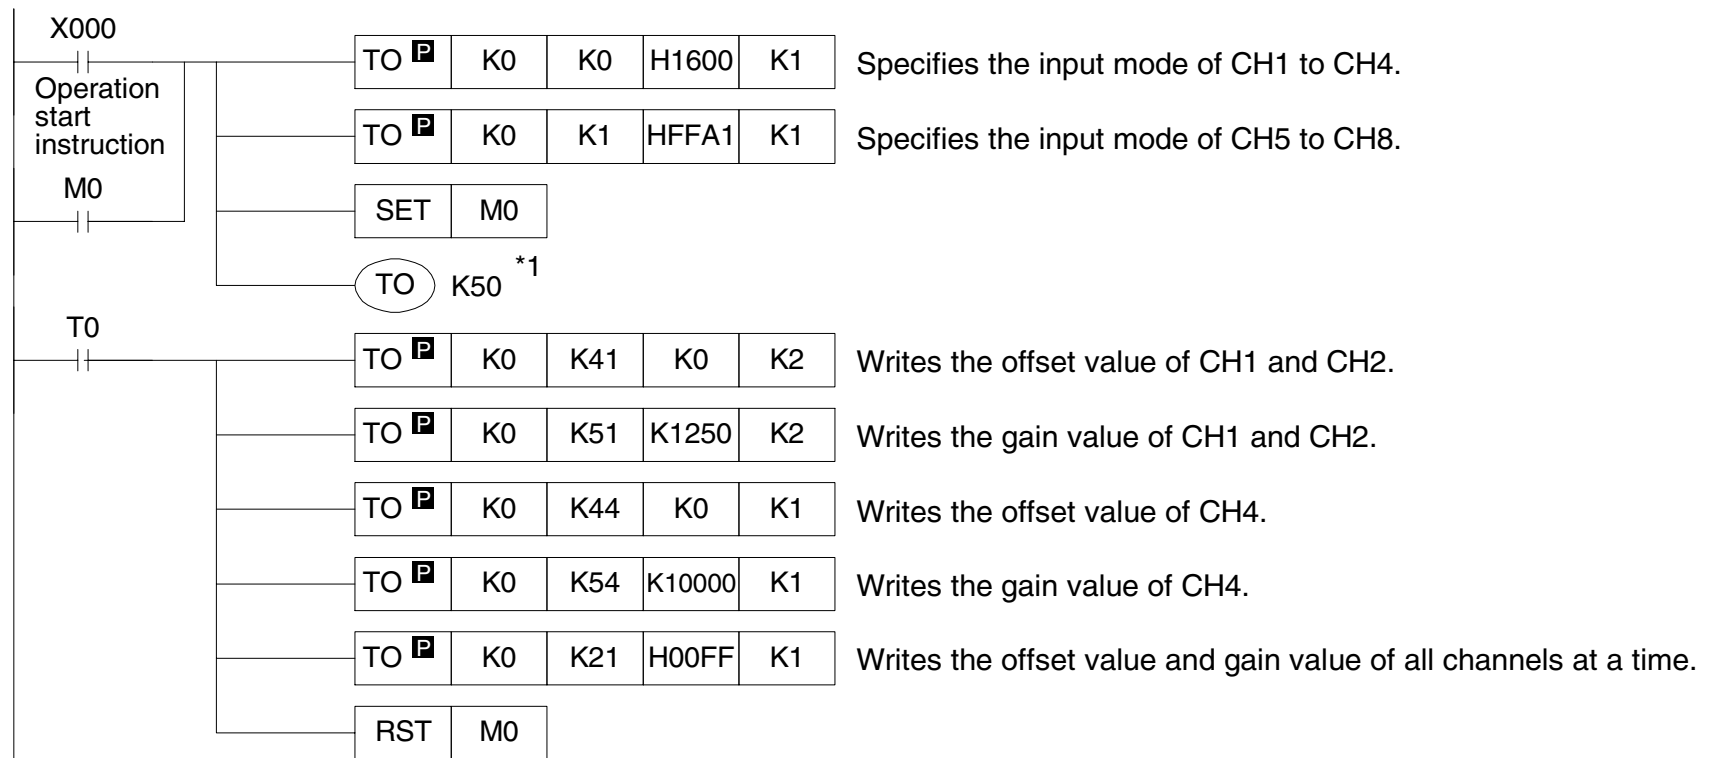 X000
TO P K0 K0 H1600 K1 Specifies the input mode of CH1 to CH4.
Operation
start
instruction
TO P K0 K1 HFFA1 K1 Specifies the input mode of CH5 to CH8.
M0
SET M0
TO K50 *1
T0
TO P K0 K41 K0 K2 Writes the offset value of CH1 and CH2.
TO P K0 K51 K1250 K2 Writes the gain value of CH1 and CH2.
TO P K0 K44 K0 K1 Writes the offset value of CH4.
TO P K0 K54 K10000 K1 Writes the gain value of CH4.
TO P K0 K21 H00FF K1 Writes the offset value and gain value of all channels at a time.
RST M0